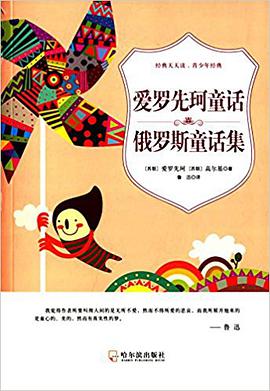 经典天天读·青少年经典
爱罗先珂童话
俄罗斯童话集
[苏联] 爱罗先珂 [苏联] 高尔基◎著
鲁迅◎译
我觉得作者所要叫彻人间的是无所不爱，然而不得所爱的悲哀，而我所展开他来的
是童心的，美的，然而有真实性的梦。
——鲁 迅
哈尔滨出版社